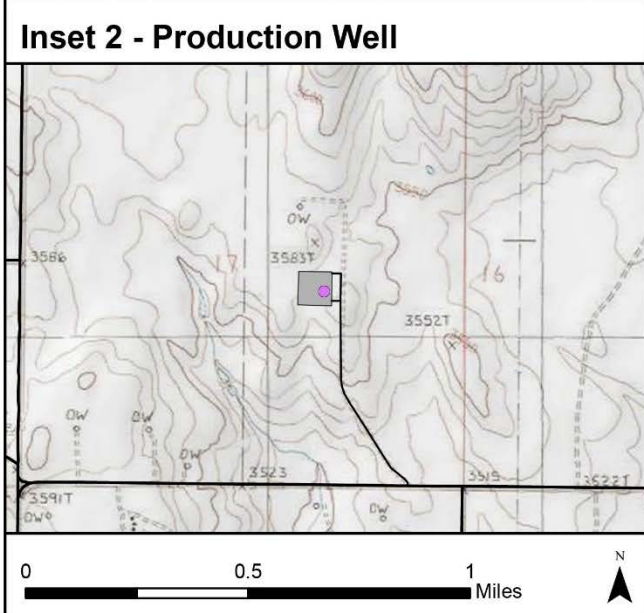 Inset 2 - Production Well
OW
3586
17
3583T
16
3552T
OW
OW
OW
3523
3515
3522T
3591T
OW
OW
0
0.5
1
Miles
N